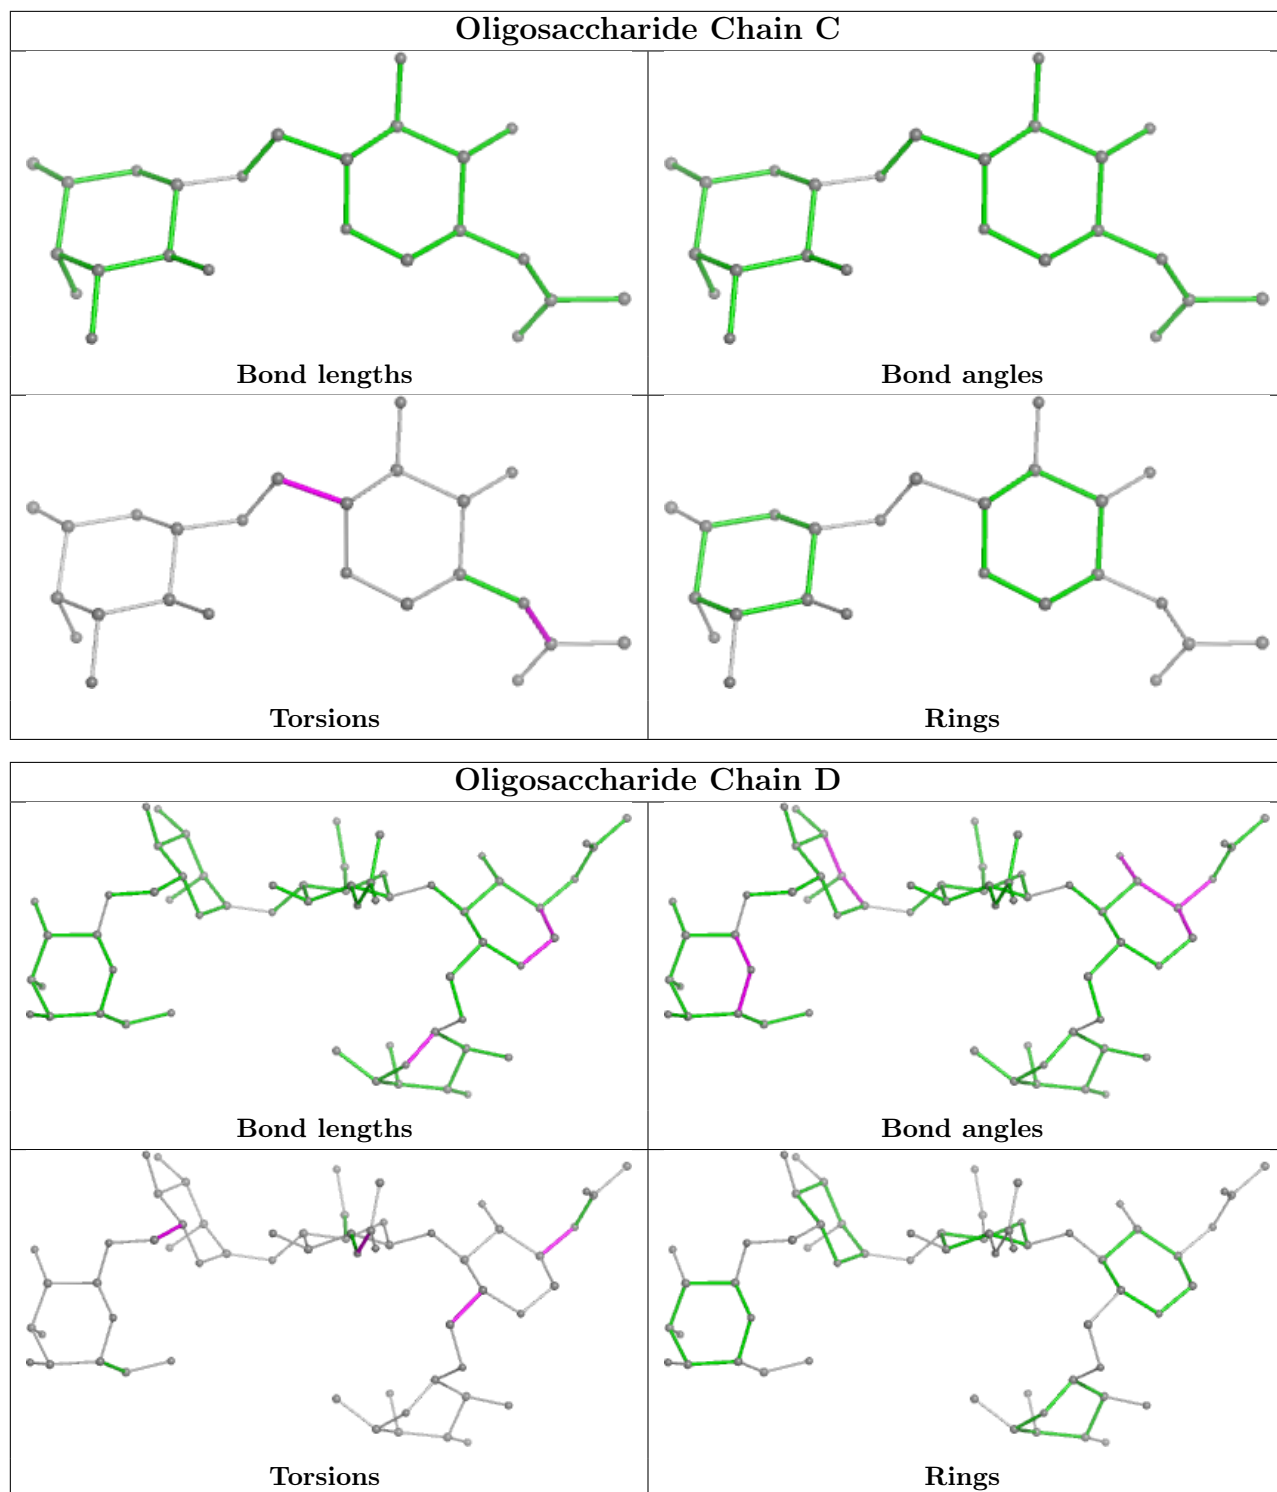 Oligosaccharide Chain C
Bond lengths
Bond angles
Torsions
Rings
Oligosaccharide Chain D
Bond lengths
Bond angles
Torsions
Rings